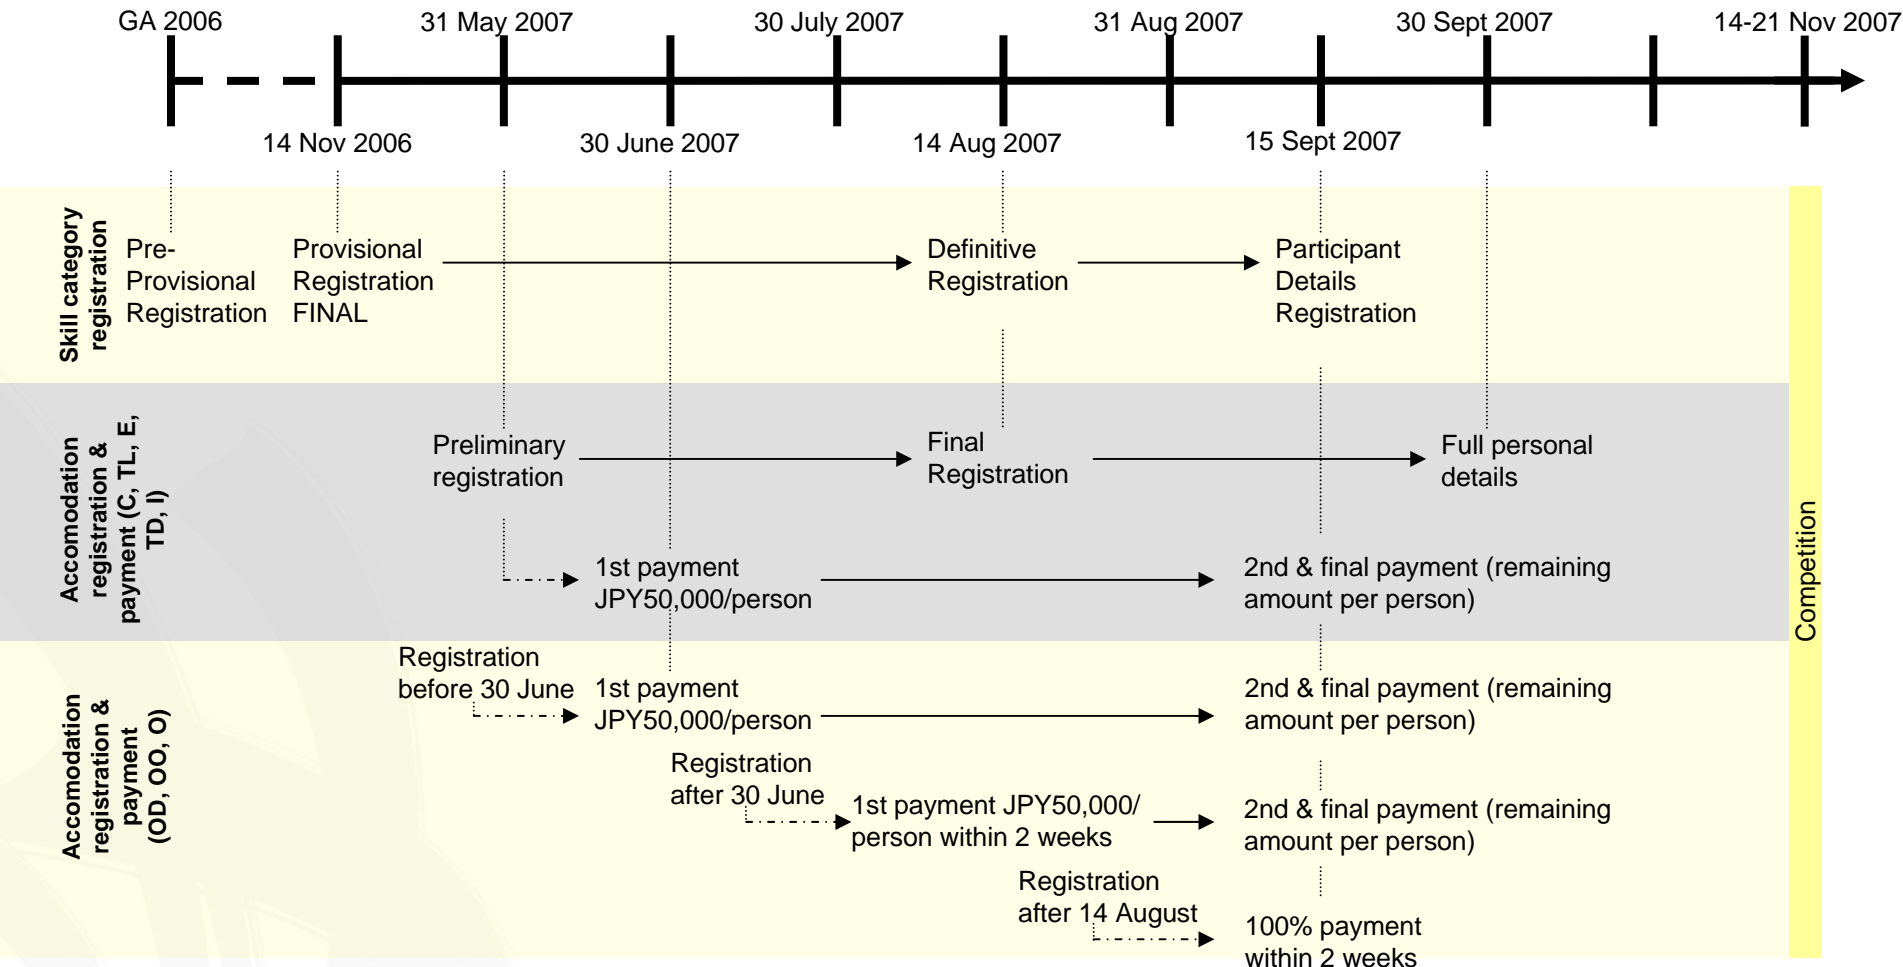 GA 2006
31 May 2007
30 July 2007
31 Aug 2007
30 Sept 2007
14-21 Nov 2007
14 Nov 2006
30 June 2007
14 Aug 2007
15 Sept 2007
Skill category
registration
Pre-
Provisional
Registration
Provisional
Registration
FINAL
Definitive
Registration
Participant
Details
Registration
Accomodation
registration &
payment (C, TL, E,
TD, I)
Preliminary
registration
Final
Registration
Full personal
details
1st payment
JPY50,000/person
2nd & final payment (remaining
amount per person)
Competition
Accomodation
registration &
payment
(OD, OO, O)
Registration
before 30 June
1st payment
JPY50,000/person
2nd & final payment (remaining
amount per person)
Registration
after 30 June
1st payment JPY50,000/
person within 2 weeks
2nd & final payment (remaining
amount per person)
Registration
after 14 August
100% payment
within 2 weeks